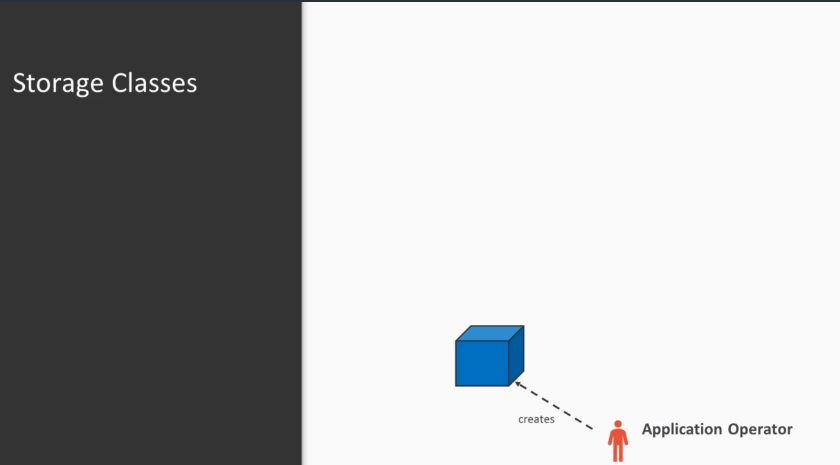 Storage Classes
creates
Application Operator